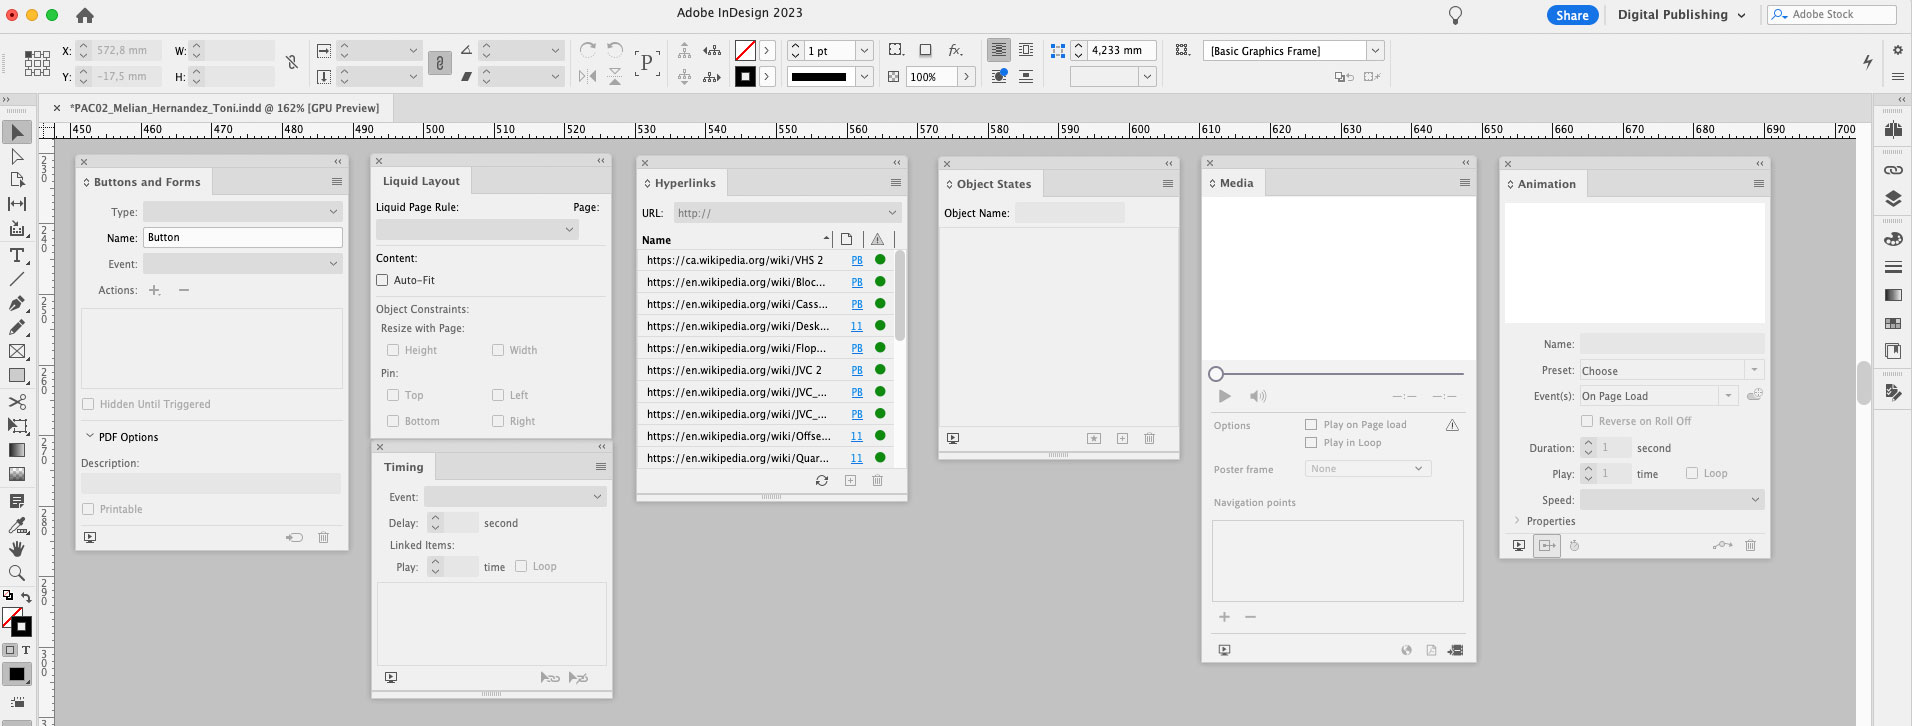 Adobe InDesign 2023
Share
Digital Publishing
Adobe Stock
X: 572,8 mm
W:
1 pt
4,233 mm
[Basic Graphics Frame]
Y: -17,5 mm
H:
P
fx.
100%
*PAC02_Melian_Hernandez_Toni.indd @ 162% [GPU Preview]
450 460 470 480 490 500 510 520 530 540 550 560 570 580 590 600 610 620 630 640 650 660 670 680 690 700
230
240
250
260
270
280
290
300
Buttons and Forms
Type:
Name: Button
Event:
Actions:
Hidden Until Triggered
PDF Options
Description:
Printable
Liquid Layout
Liquid Page Rule:
Page:
Content:
Auto-Fit
Object Constraints:
Resize with Page:
Height
Width
Pin:
Top
Left
Bottom
Right
Timing
Event:
Delay:
second
Linked Items:
Play:
time
Loop
Hyperlinks
URL: http://
Name
https://ca.wikipedia.org/wiki/VHS 2 PB
https://en.wikipedia.org/wiki/Bloc... PB
https://en.wikipedia.org/wiki/Cass... PB
https://en.wikipedia.org/wiki/Desk... 11
https://en.wikipedia.org/wiki/Flop... PB
https://en.wikipedia.org/wiki/JVC 2 PB
https://en.wikipedia.org/wiki/JVC_... PB
https://en.wikipedia.org/wiki/JVC_... PB
https://en.wikipedia.org/wiki/Offse... 11
https://en.wikipedia.org/wiki/Quar... 11
Object States
Object Name:
Media
--:-- --:--
Options
Play on Page load
Play in Loop
Poster frame
None
Navigation points
Animation
Name:
Preset: Choose
Event(s): On Page Load
Reverse on Roll Off
Duration: 1 second
Play: 1 time
Loop
Speed:
Properties
T
T